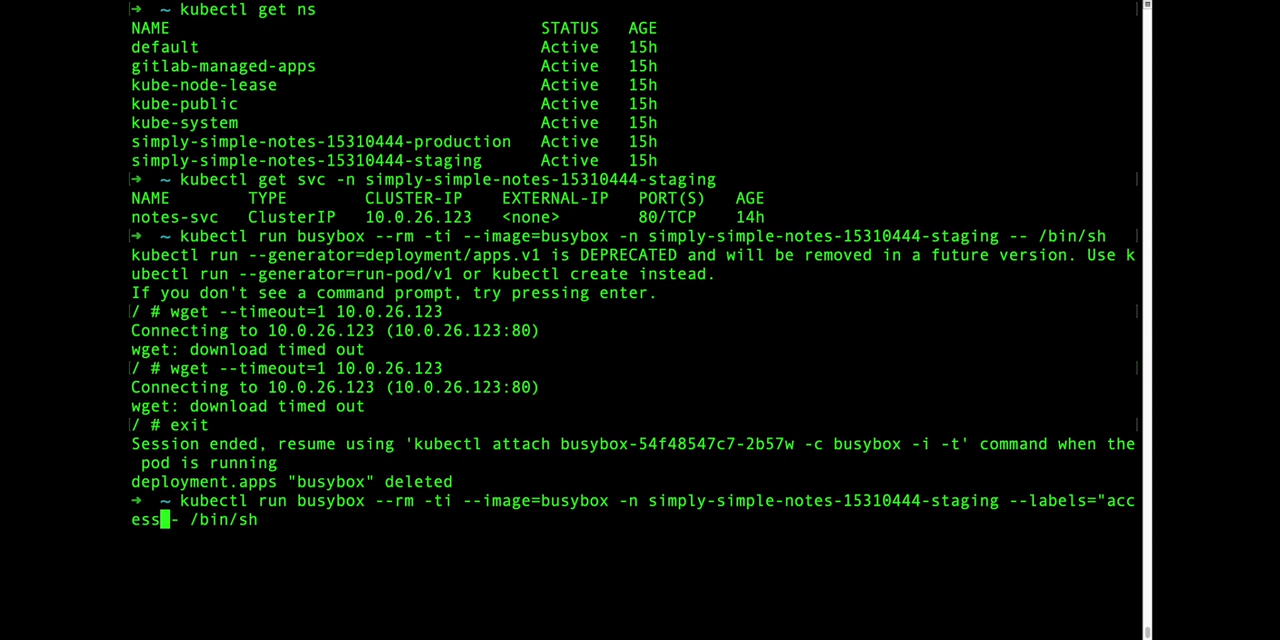 ➜  ~ kubectl get ns
NAME                                      STATUS   AGE
default                                   Active   15h
gitlab-managed-apps                       Active   15h
kube-node-lease                           Active   15h
kube-public                               Active   15h
kube-system                               Active   15h
simply-simple-notes-15310444-production   Active   15h
simply-simple-notes-15310444-staging      Active   15h
➜  ~ kubectl get svc -n simply-simple-notes-15310444-staging
NAME        TYPE        CLUSTER-IP    EXTERNAL-IP   PORT(S)   AGE
notes-svc   ClusterIP   10.0.26.123   <none>        80/TCP    14h
➜  ~ kubectl run busybox --rm -ti --image=busybox -n simply-simple-notes-15310444-staging -- /bin/sh
kubectl run --generator=deployment/apps.v1 is DEPRECATED and will be removed in a future version. Use k
ubectl run --generator=run-pod/v1 or kubectl create instead.
If you don't see a command prompt, try pressing enter.
/ # wget --timeout=1 10.0.26.123
Connecting to 10.0.26.123 (10.0.26.123:80)
wget: download timed out
/ # wget --timeout=1 10.0.26.123
Connecting to 10.0.26.123 (10.0.26.123:80)
wget: download timed out
/ # exit
Session ended, resume using 'kubectl attach busybox-54f48547c7-2b57w -c busybox -i -t' command when the
 pod is running
deployment.apps "busybox" deleted
➜  ~ kubectl run busybox --rm -ti --image=busybox -n simply-simple-notes-15310444-staging --labels="acc
ess - /bin/sh